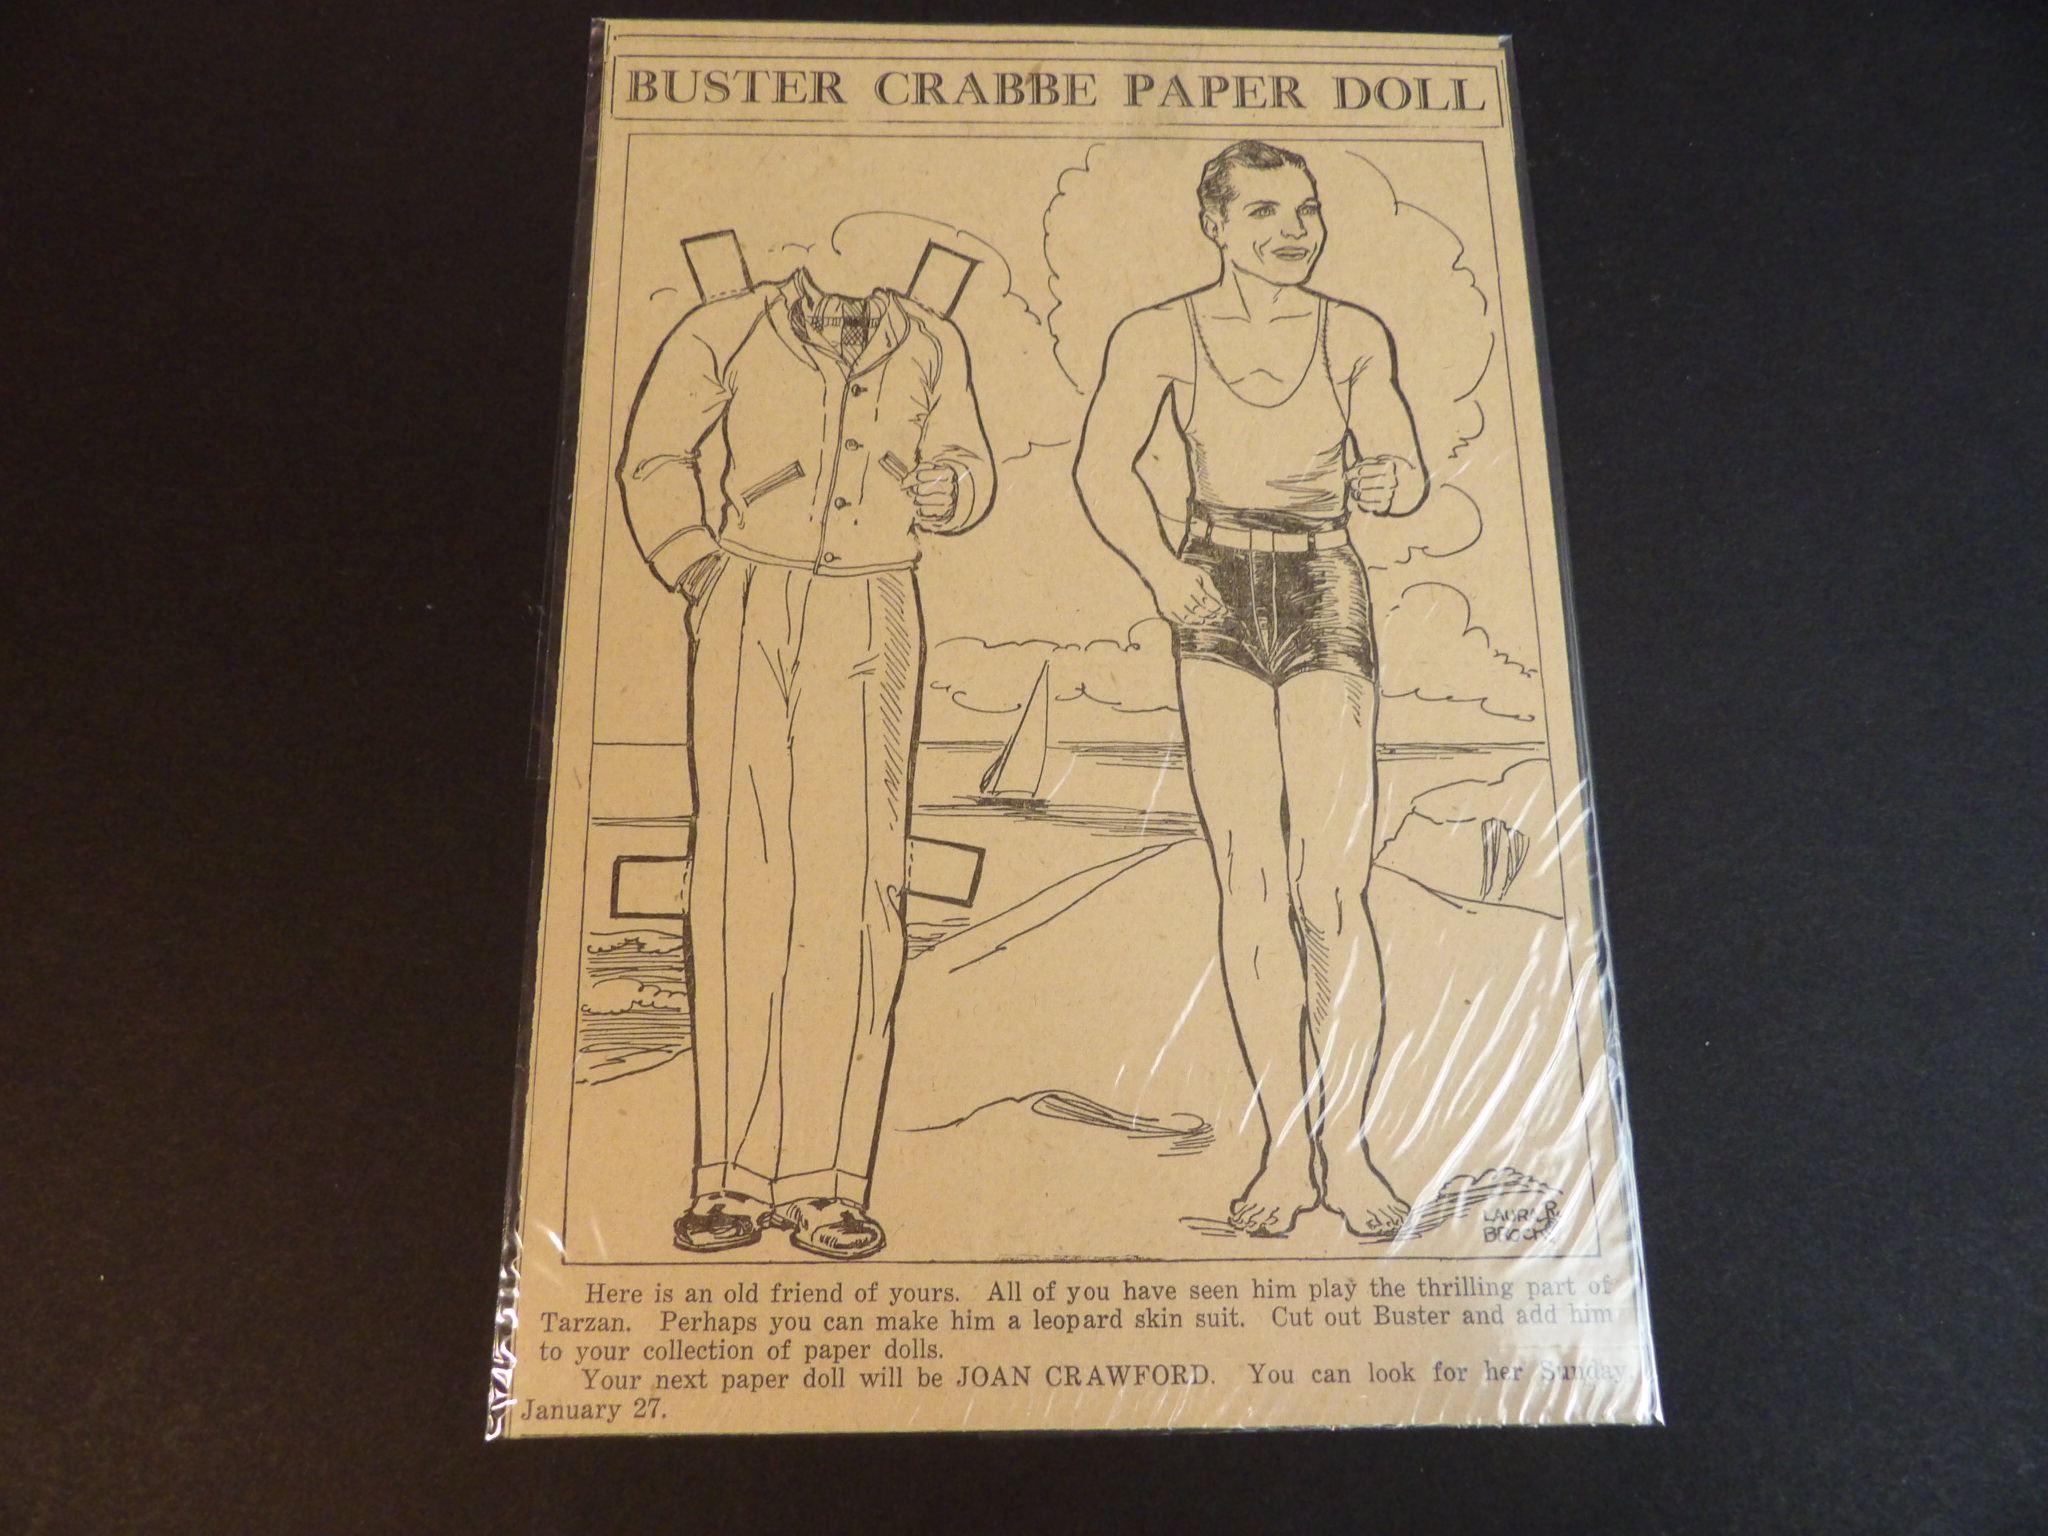 BUSTER CRABBE PAPER DOLL
BROCK
Here is an old friend of yours. All of you have seen him play the thrilling part of
Tarzan. Perhaps you can make him a leopard skin suit. Cut out Buster and add him
to your collection of paper dolls.
Your next paper doll will be JOAN CRAWFORD. You can look for her Sunday,
January 27.